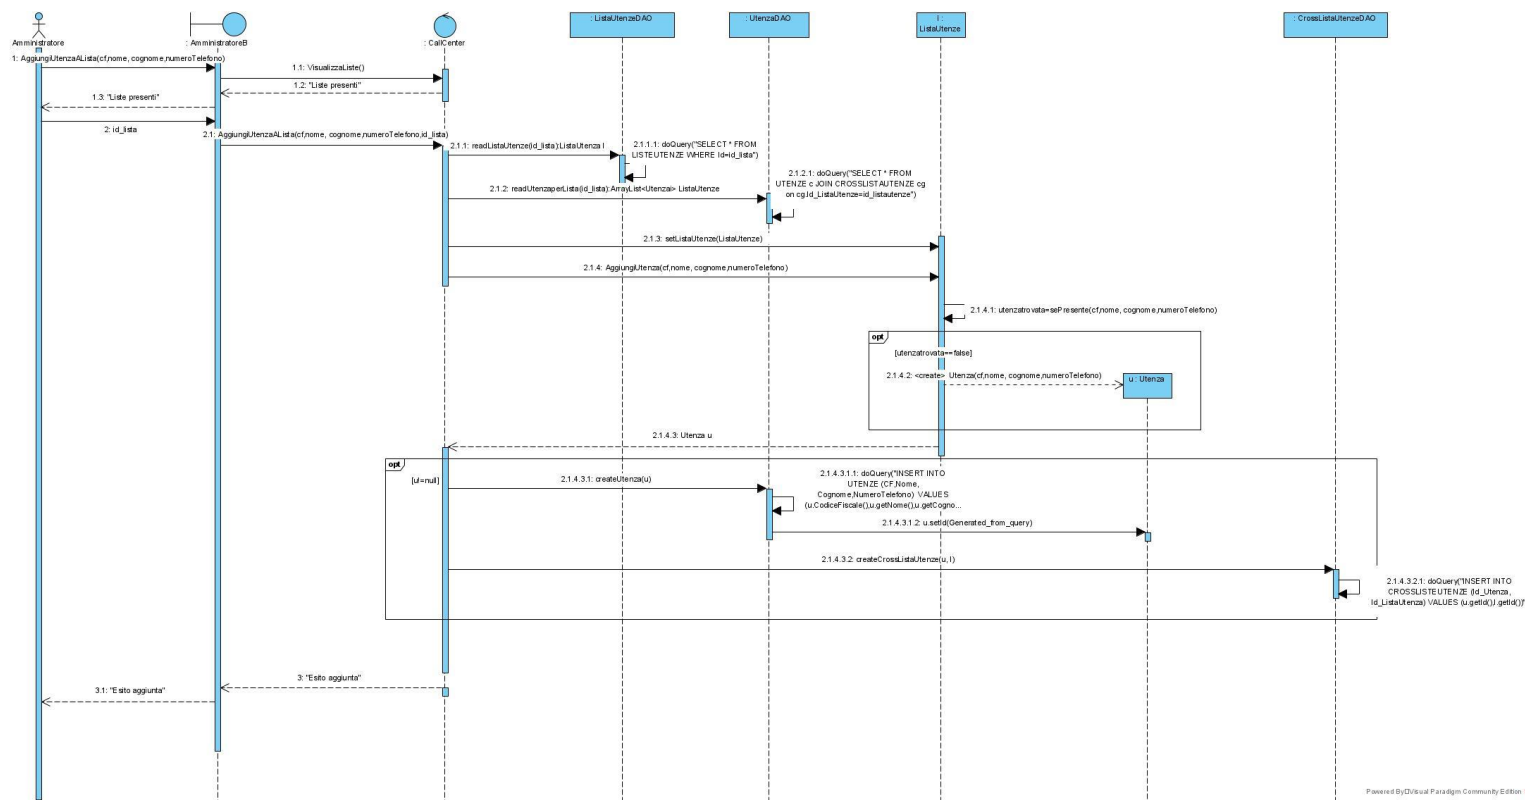 : ListaUtenzeDAO
: UtenzaDAO
l :
ListaUtenze
: CrossListaUtenzeDAO
Amministratore
: AmministratoreB
: CallCenter
1: AggiungiUtenzaALista(cf,nome, cognome,numeroTelefono)
1.1: VisualizzaListe()
1.2: "Liste presenti"
1.3: "Liste presenti"
2: id_lista
2.1: AggiungiUtenzaALista(cf,nome, cognome,numeroTelefono,id_lista)
2.1.1: readListaUtenze(id_lista):ListaUtenza l
2.1.1.1: doQuery("SELECT * FROM
LISTEUTENZE WHERE Id=id_lista")
2.1.2: readUtenzaperLista(id_lista):ArrayList<Utenzai> ListaUtenze
2.1.2.1: doQuery("SELECT * FROM
UTENZE c JOIN CROSSLISTAUTENZE cg
on cg.Id_ListaUtenze=id_listautenze")
2.1.3: setListaUtenze(ListaUtenze)
2.1.4: AggiungiUtenza(cf,nome, cognome,numeroTelefono)
2.1.4.1: utenzatrovata=sePresente(cf,nome, cognome,numeroTelefono)
opt
[utenzatrovata==false]
2.1.4.2: <create> Utenza(cf,nome, cognome,numeroTelefono)
u : Utenza
2.1.4.3: Utenza u
opt
[u!=null]
2.1.4.3.1: createUtenza(u)
2.1.4.3.1.1: doQuery("INSERT INTO
UTENZE (CF,Nome,
Cognome,NumeroTelefono) VALUES
(u.CodiceFiscale(),u.getNome(),u.getCogno...
2.1.4.3.1.2: u.setId(Generated_from_query)
2.1.4.3.2: createCrossListaUtenze(u, l)
2.1.4.3.2.1: doQuery("INSERT INTO
CROSSLISTEUTENZE (Id_Utenza,
Id_ListaUtenza) VALUES (u.getId(),l.getId())"
3: "Esito aggiunta"
3.1: "Esito aggiunta"
Powered By Visual Paradigm Community Edition